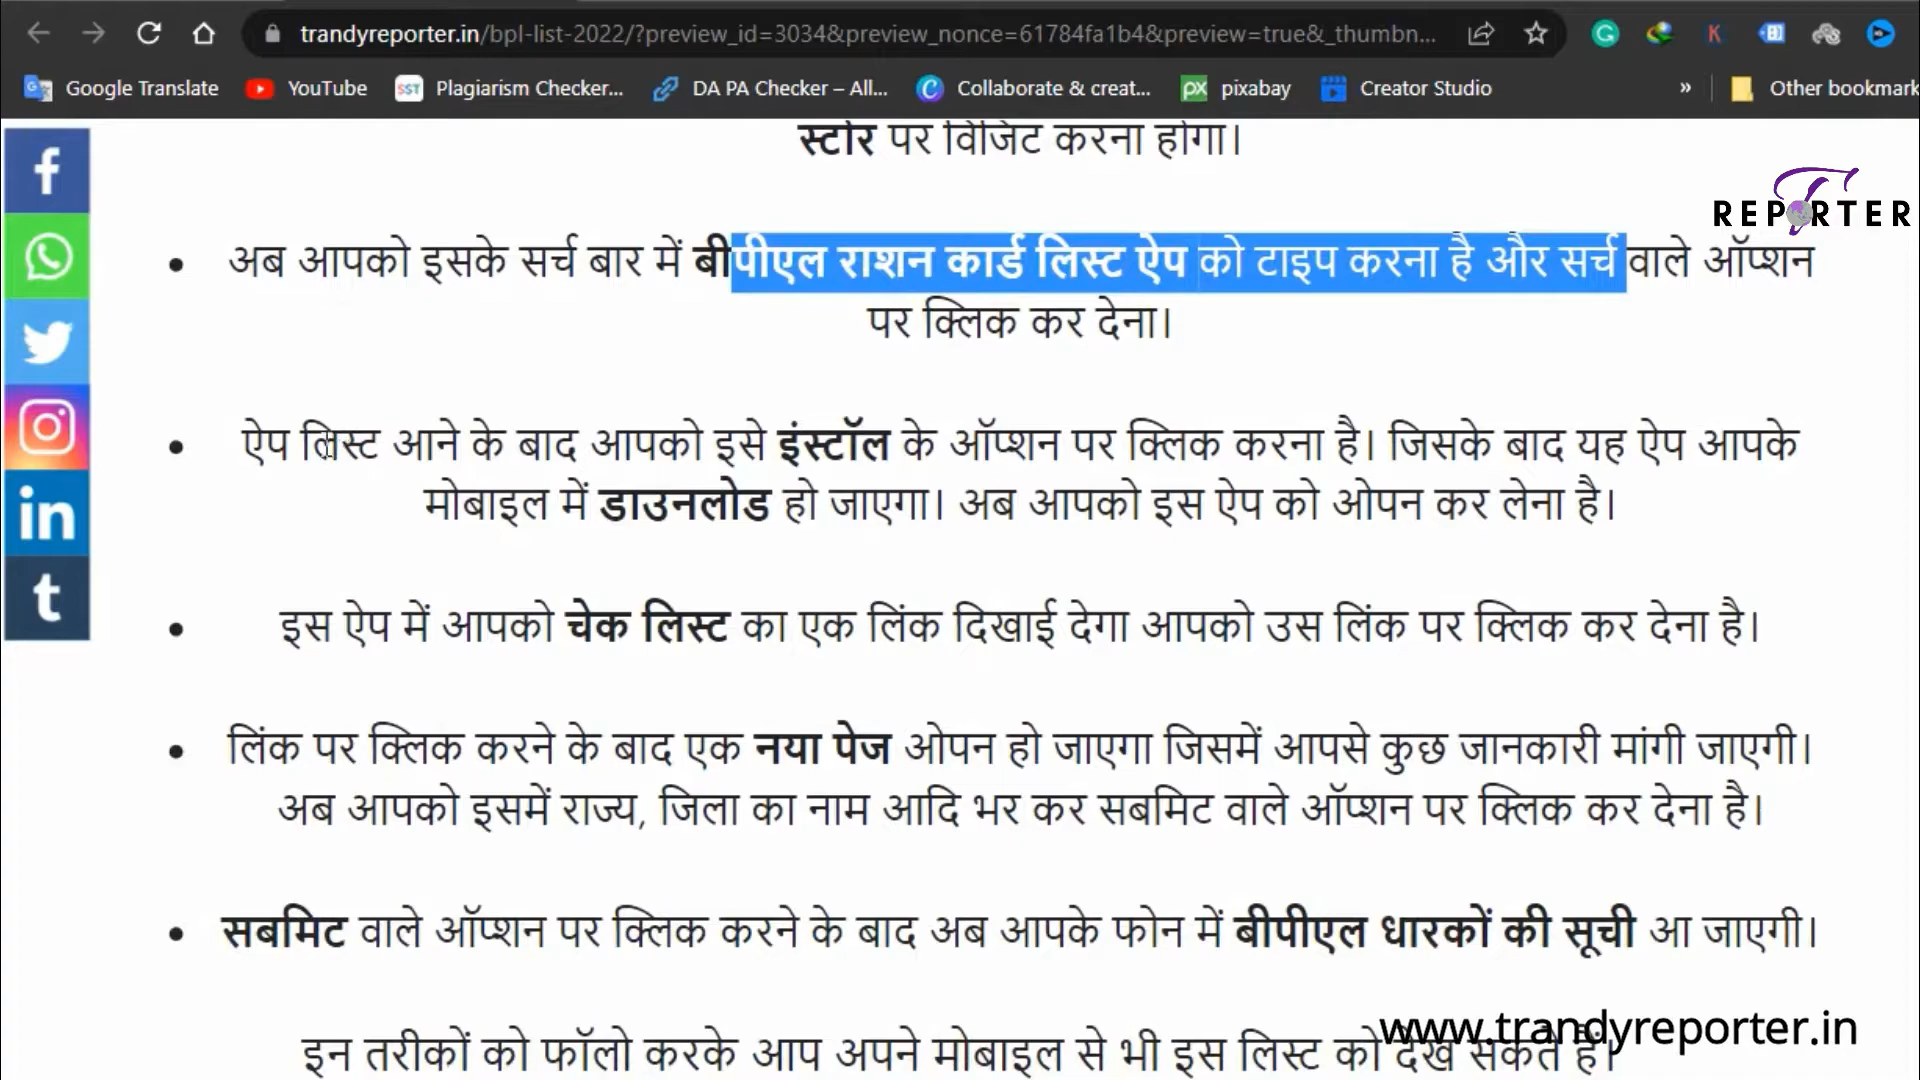 trandyreporter.in/bpl-list-2022/?preview_id=3034&preview_nonce=61784fa1b4&preview=true&_thumbn...
Google Translate YouTube SST Plagiarism Checker... DA PA Checker – All... Collaborate & creat... px pixabay Creator Studio » Other bookmark
स्टोर पर विजिट करना होगा।
REPORTER
• अब आपको इसके सर्च बार में बीपीएल राशन कार्ड लिस्ट ऐप को टाइप करना है और सर्च वाले ऑप्शन
पर क्लिक कर देना।
• ऐप लिस्ट आने के बाद आपको इसे इंस्टॉल के ऑप्शन पर क्लिक करना है। जिसके बाद यह ऐप आपके
मोबाइल में डाउनलोड हो जाएगा। अब आपको इस ऐप को ओपन कर लेना है।
• इस ऐप में आपको चेक लिस्ट का एक लिंक दिखाई देगा आपको उस लिंक पर क्लिक कर देना है।
• लिंक पर क्लिक करने के बाद एक नया पेज ओपन हो जाएगा जिसमें आपसे कुछ जानकारी मांगी जाएगी।
अब आपको इसमें राज्य, जिला का नाम आदि भर कर सबमिट वाले ऑप्शन पर क्लिक कर देना है।
• सबमिट वाले ऑप्शन पर क्लिक करने के बाद अब आपके फोन में बीपीएल धारकों की सूची आ जाएगी।
www.trandyreporter.in
इन तरीकों को फॉलो करके आप अपने मोबाइल से भी इस लिस्ट को देख सकते हैं।